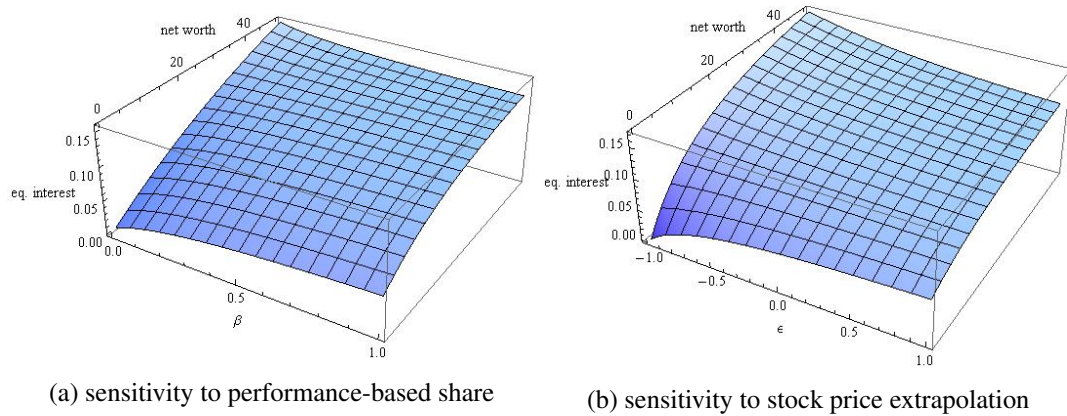 net worth
40
20
0
0.15
0.10
eq. interest
0.05
0.00
0.0
0.5
β
1.0
(a) sensitivity to performance-based share
net worth
40
20
0
0.15
0.10
eq. interest
0.05
0.00
−1.0
−0.5
0.0
ϵ
0.5
1.0
(b) sensitivity to stock price extrapolation